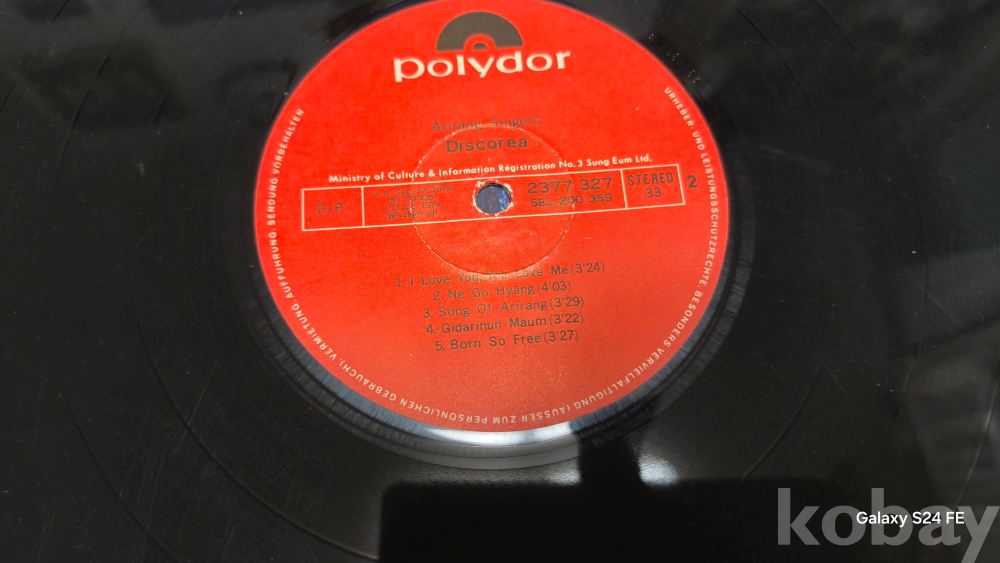 polydor
Arirang Singers
Discorea
Ministry of Culture & Information Registration No. 3 Sung Eum Ltd.
2377 327
SEL-200 359
STEREO
33
2
1. I Love You, You Love Me (3'24)
2. Ne Go Hyang (4'03)
3. Song Of Arirang (3'29)
4. Gidarinun Maum (3'22)
5. Born So Free (3'27)
URHEBER- UND LEISTUNGSSCHUTZRECHTE, BESONDERS VERVIELFÄLTIGUNG (AUSSER ZUM PERSÖNLICHEN GEBRAUCH), VERMIETUNG, AUFFÜHRUNG, SENDUNG VORBEHALTEN
kobay
Galaxy S24 FE